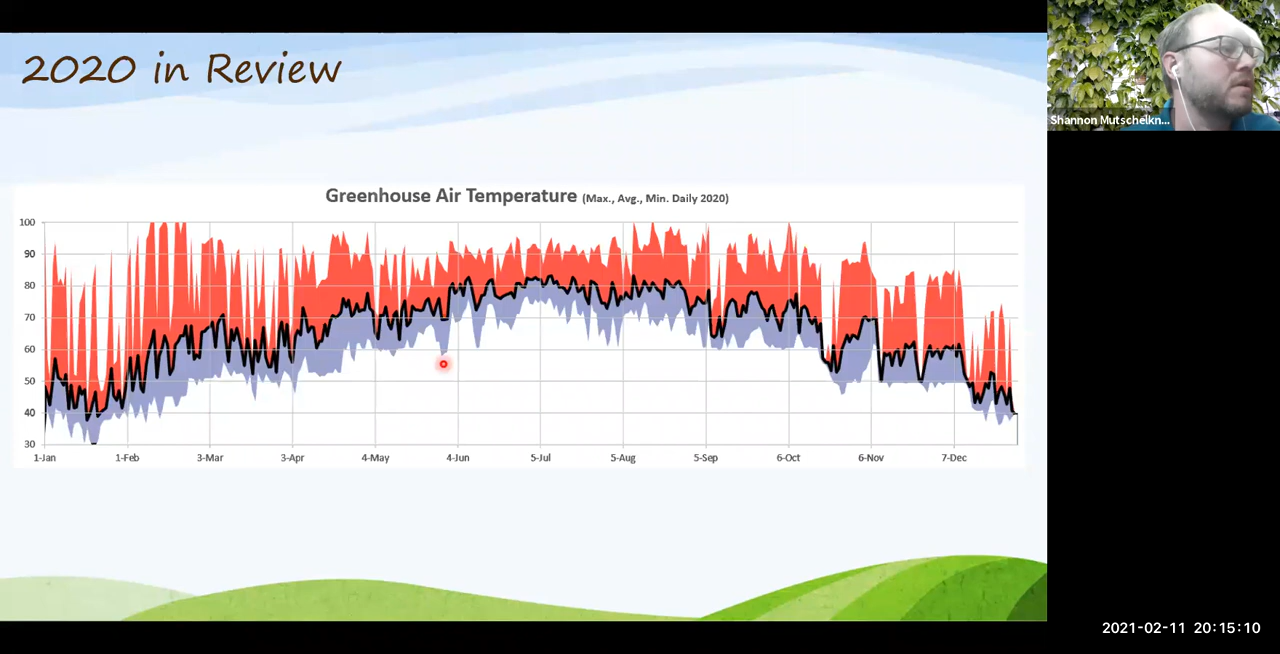 2020 in Review
Shannon Mutschelkn...
Greenhouse Air Temperature (Max., Avg., Min. Daily 2020)
100
90
80
70
60
50
40
30
1-Jan 1-Feb 3-Mar 3-Apr 4-May 4-Jun 5-Jul 5-Aug 5-Sep 6-Oct 6-Nov 7-Dec
2021-02-11 20:15:10